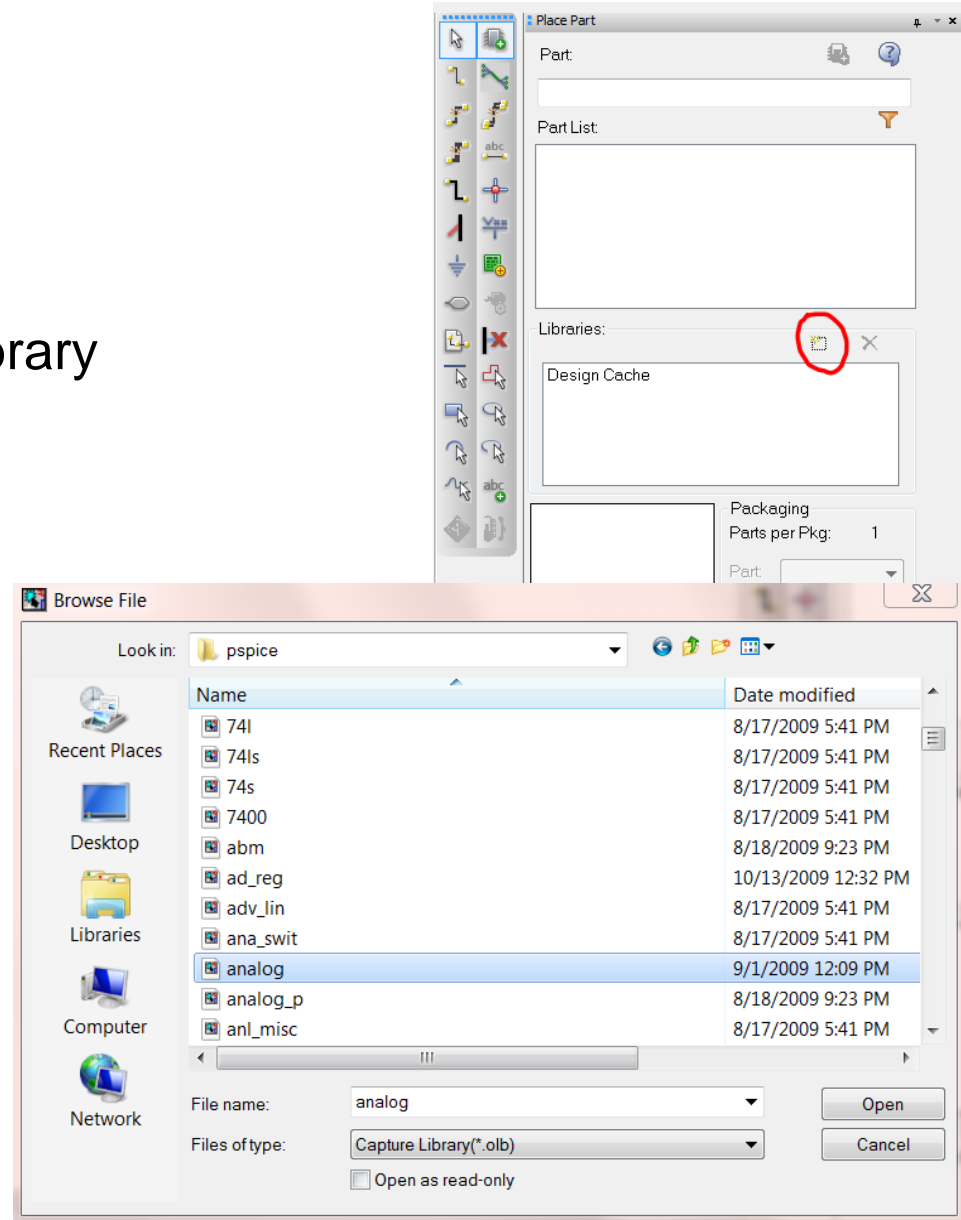 Place Part
Part:
Part List:
abc
brary
Libraries:
Design Cache
abc
Packaging
Parts per Pkg: 1
Part:
Browse File
Look in: pspice
Name Date modified
74l 8/17/2009 5:41 PM
74ls 8/17/2009 5:41 PM
74s 8/17/2009 5:41 PM
7400 8/17/2009 5:41 PM
abm 8/18/2009 9:23 PM
ad_reg 10/13/2009 12:32 PM
adv_lin 8/17/2009 5:41 PM
ana_swit 8/17/2009 5:41 PM
analog 9/1/2009 12:09 PM
analog_p 8/18/2009 9:23 PM
anl_misc 8/17/2009 5:41 PM
Recent Places
Desktop
Libraries
Computer
Network
File name: analog Open
Files of type: Capture Library(*.olb) Cancel
Open as read-only